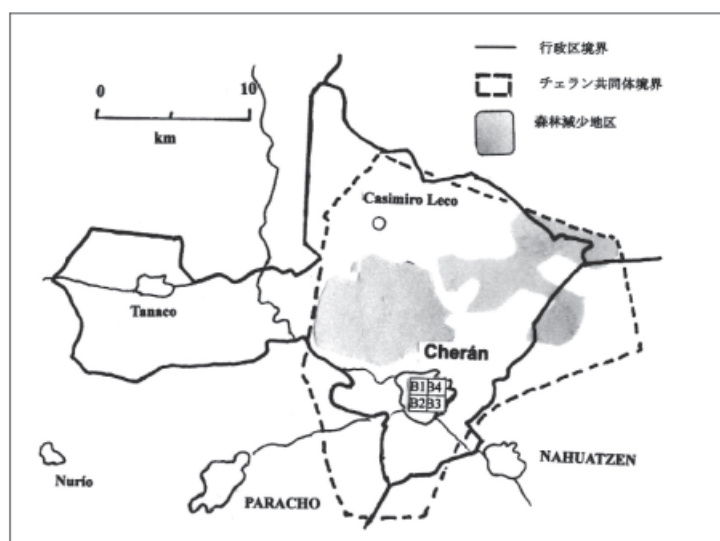 行政区境界
チェラン共同体境界
森林減少地区
0 10
km
Casimiro Leco
Tanaco
Cherán
B1 B4
B2 B3
Nurío
PARACHO
NAHUATZEN